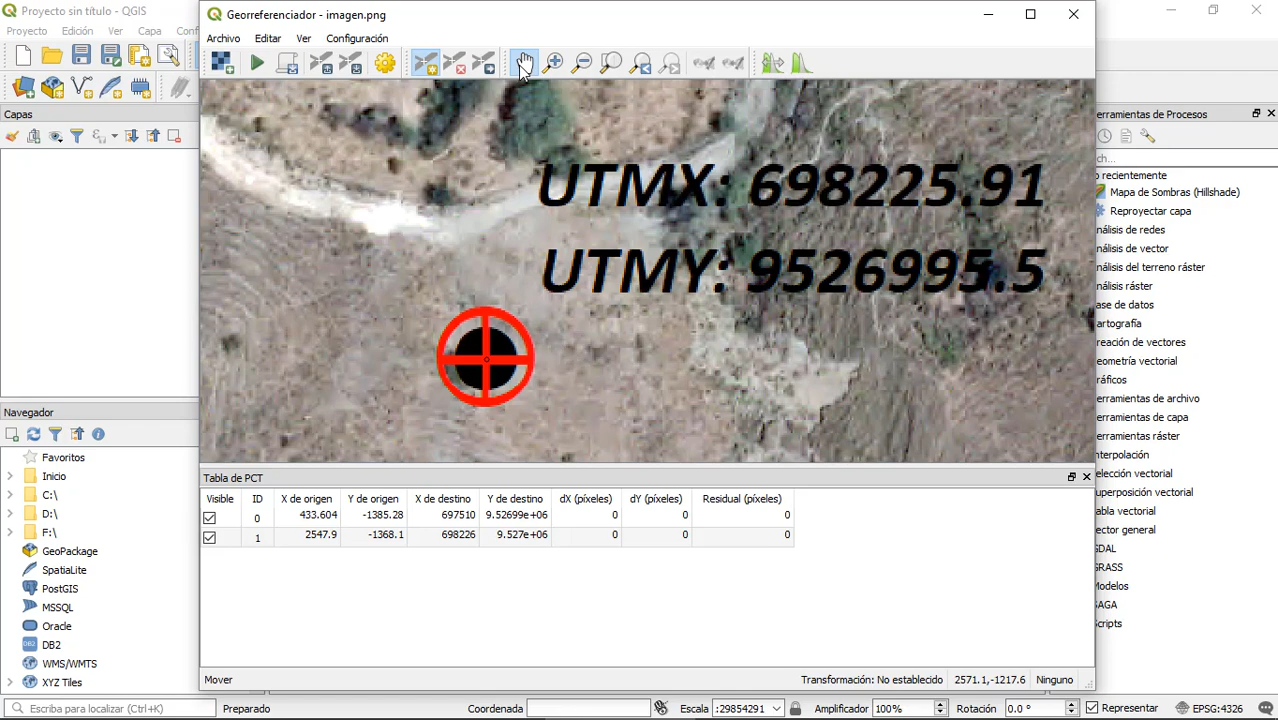 Proyecto sin título - QGIS
Proyecto Edición Ver Capa
Georreferenciador - imagen.png
Archivo Editar Ver Configuración
Capas
Navegador
Favoritos
Inicio
C:\
D:\
F:\
GeoPackage
SpatiaLite
PostGIS
MSSQL
Oracle
DB2
WMS/WMTS
XYZ Tiles
UTMX: 698225.91
UTMY: 9526995.5
Tabla de PCT
Visible ID X de origen Y de origen X de destino Y de destino dX (píxeles) dY (píxeles) Residual (píxeles)
0 433.604 -1385.28 697510 9.52699e+06 0 0 0
1 2547.9 -1368.1 698226 9.527e+06 0 0 0
Mover Transformación: No establecido 2571.1,-1217.6 Ninguno
erramientas de Procesos
ch...
o recientemente
Mapa de Sombras (Hillshade)
Reproyectar capa
nálisis de redes
nálisis de vector
nálisis del terreno ráster
nálisis ráster
ase de datos
artografía
reación de vectores
eometría vectorial
ráficos
erramientas de archivo
erramientas de capa
erramientas ráster
nterpolación
elección vectorial
uperposición vectorial
abla vectorial
ector general
GDAL
GRASS
Modelos
SAGA
Scripts
Escriba para localizar (Ctrl+K) Preparado Coordenada Escala :29854291 Amplificador 100% Rotación 0.0 ° Representar EPSG:4326